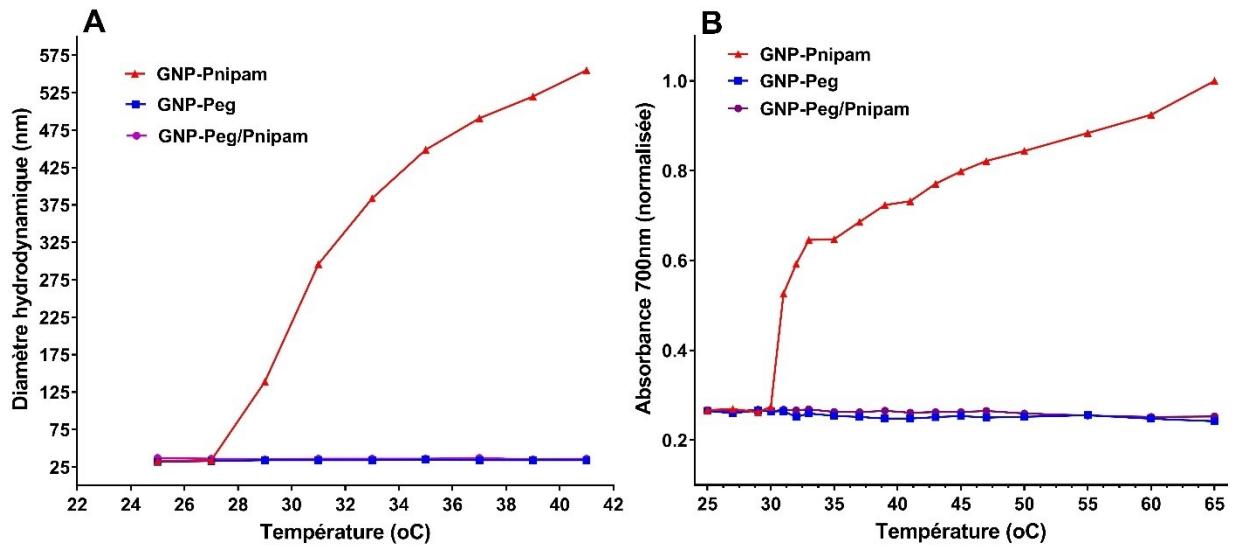 A
GNP-Pnipam
GNP-Peg
GNP-Peg/Pnipam
Diamètre hydrodynamique (nm)
575
525
475
425
375
325
275
225
175
125
75
25
22 24 26 28 30 32 34 36 38 40 42
Température (oC)
B
GNP-Pnipam
GNP-Peg
GNP-Peg/Pnipam
Absorbance 700nm (normalisée)
1.0
0.8
0.6
0.4
0.2
25 30 35 40 45 50 55 60 65
Température (oC)